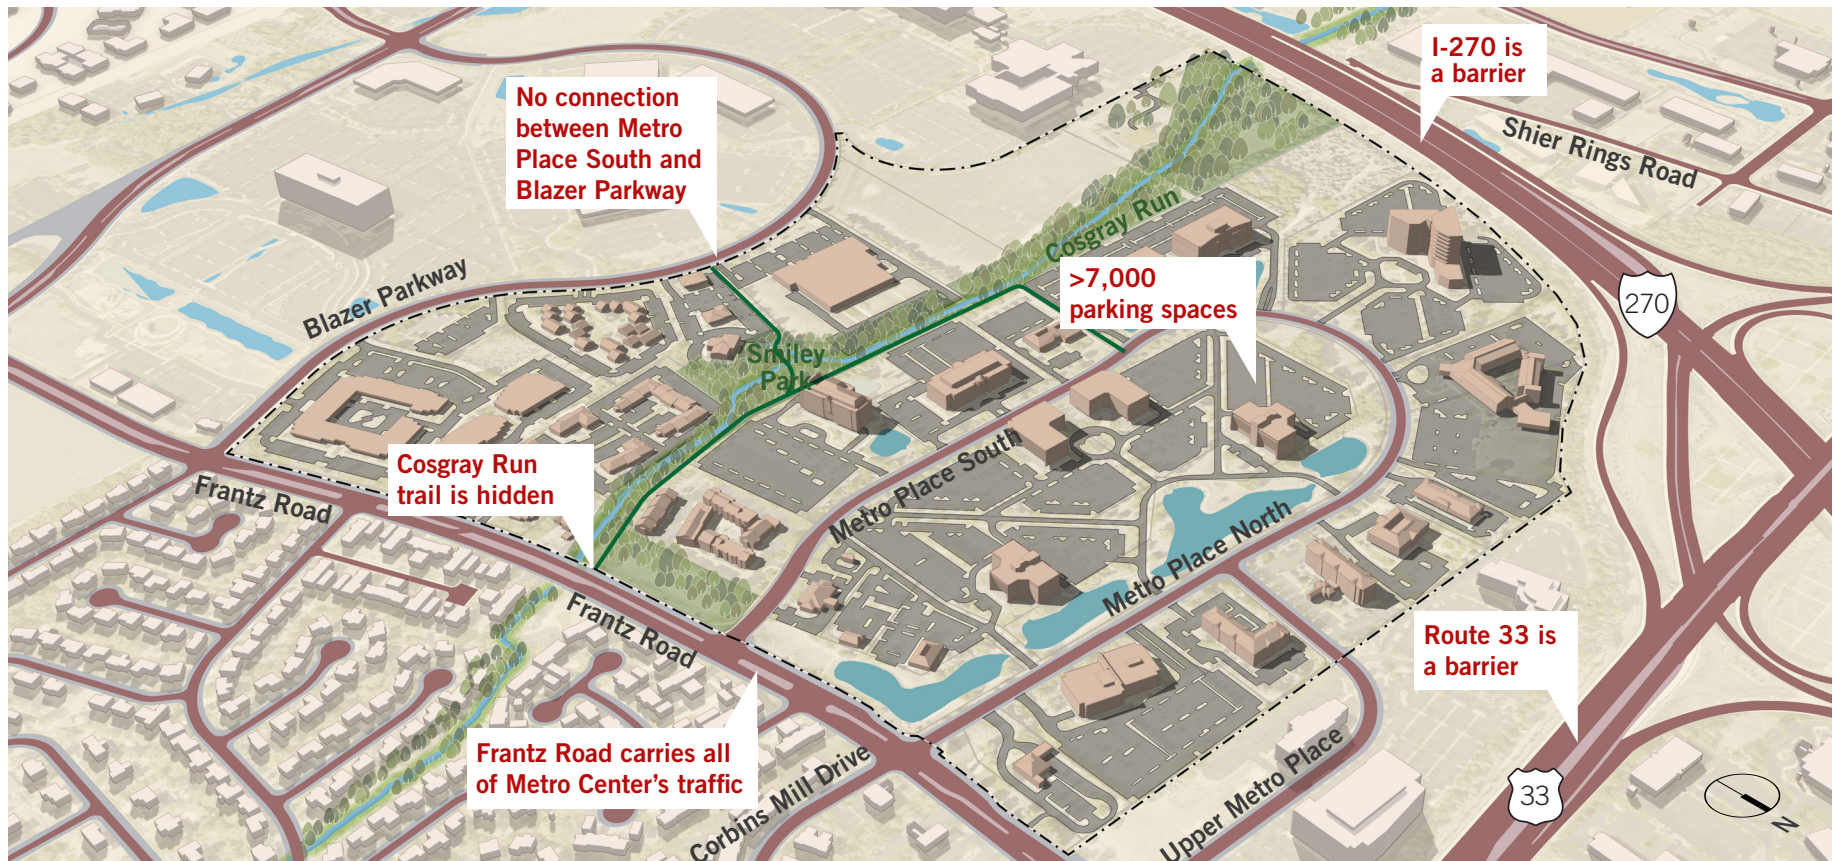 I-270 is
a barrier
No connection
between Metro
Place South and
Blazer Parkway
Shier Rings Road
Cosgray Run
>7,000
parking spaces
270
Blazer Parkway
Smiley
Park
Metro Place South
Cosgray Run
trail is hidden
Frantz Road
Metro Place North
Frantz Road
Route 33 is
a barrier
Frantz Road carries all
of Metro Center's traffic
Corbins Mill Drive
Upper Metro Place
33
N